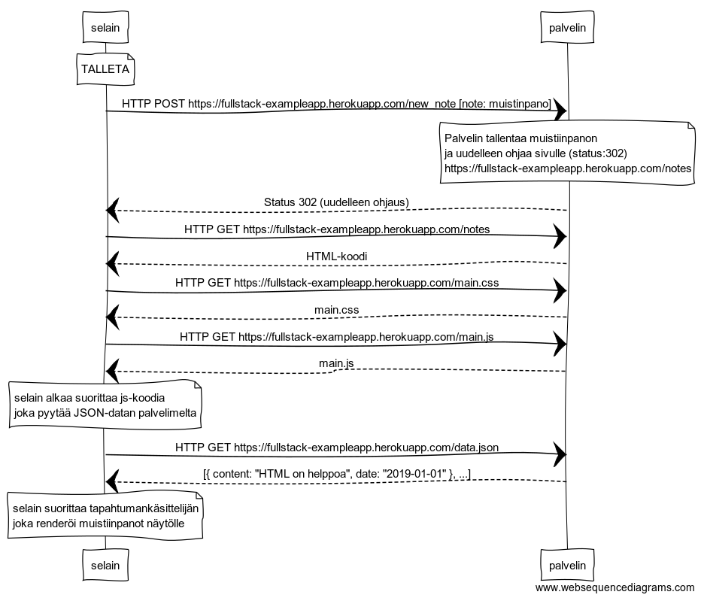 selain
palvelin
TALLETA
HTTP POST https://fullstack-exampleapp.herokuapp.com/new_note [note: muistinpano]
Palvelin tallentaa muistiinpanon
ja uudelleen ohjaa sivulle (status:302)
https://fullstack-exampleapp.herokuapp.com/notes
Status 302 (uudelleen ohjaus)
HTTP GET https://fullstack-exampleapp.herokuapp.com/notes
HTML-koodi
HTTP GET https://fullstack-exampleapp.herokuapp.com/main.css
main.css
HTTP GET https://fullstack-exampleapp.herokuapp.com/main.js
main.js
selain alkaa suorittaa js-koodia
joka pyytää JSON-datan palvelimelta
HTTP GET https://fullstack-exampleapp.herokuapp.com/data.json
[{ content: "HTML on helppoa", date: "2019-01-01" }, ...]
selain suorittaa tapahtumankäsittelijän
joka renderöi muistiinpanot näytölle
selain
palvelin
www.websequencediagrams.com